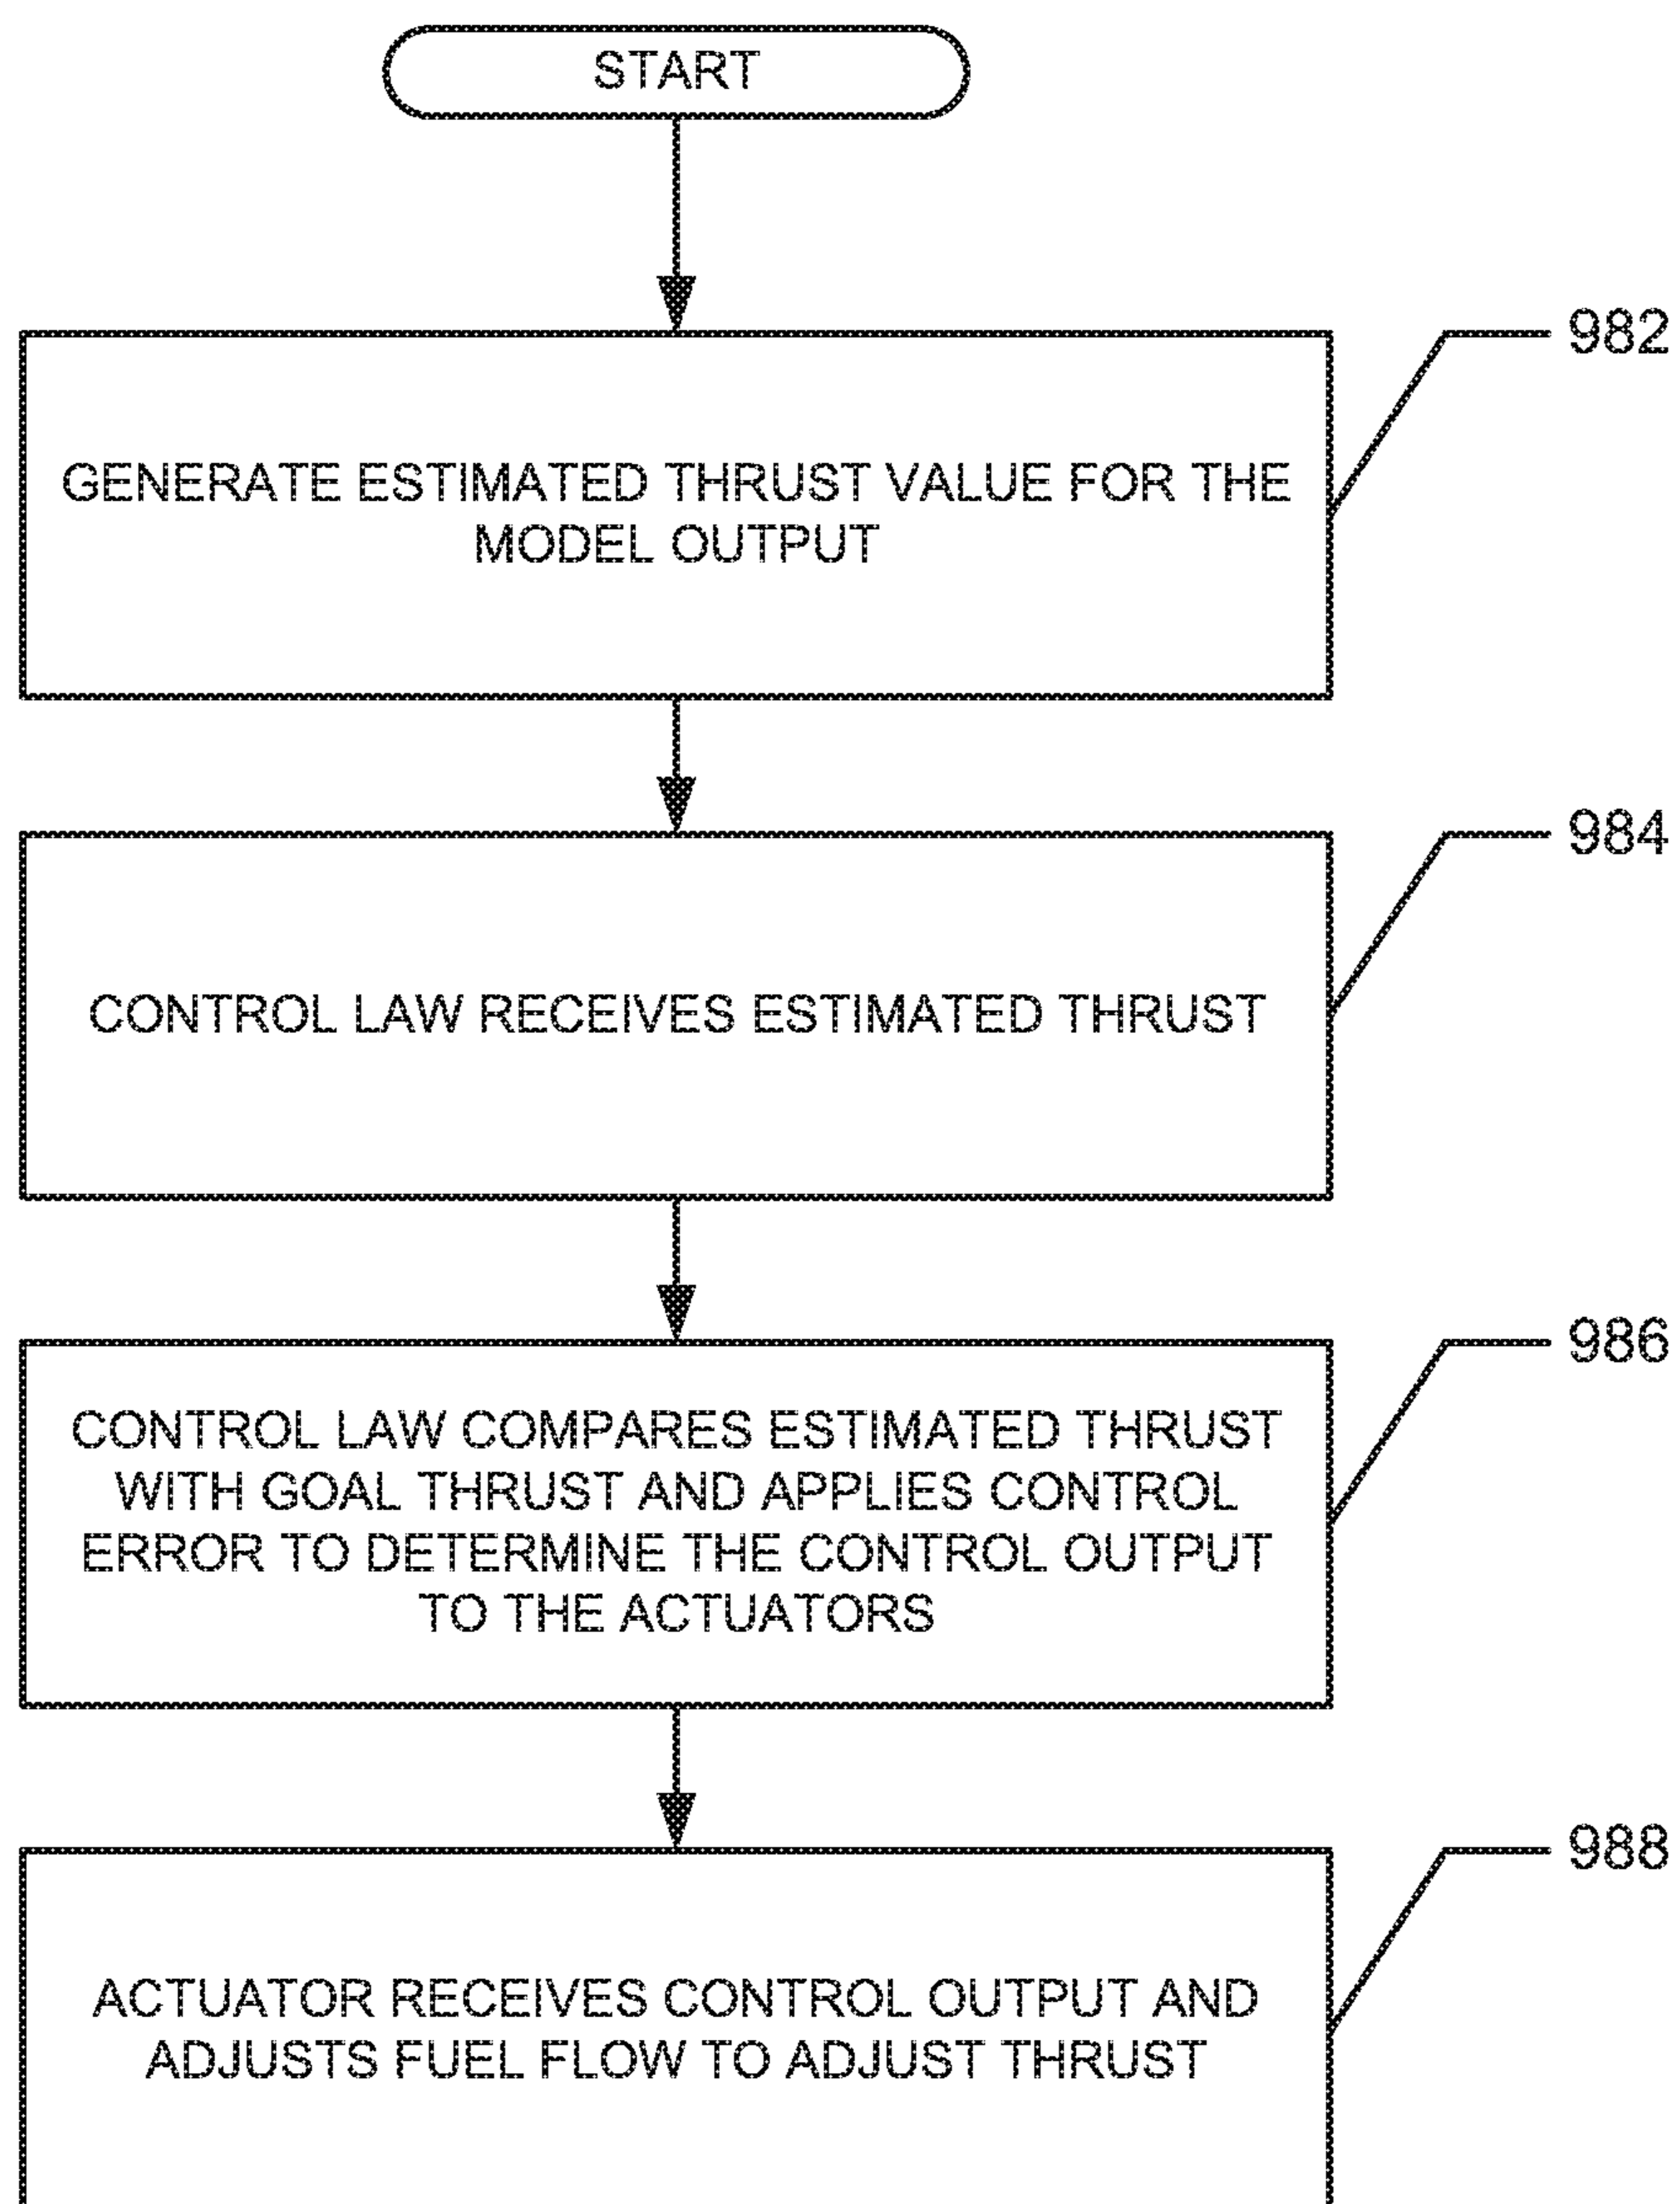 START
982
GENERATE ESTIMATED THRUST VALUE FOR THE
MODEL OUTPUT
984
CONTROL LAW RECEIVES ESTIMATED THRUST
986
CONTROL LAW COMPARES ESTIMATED THRUST
WITH GOAL THRUST AND APPLIES CONTROL
ERROR TO DETERMINE THE CONTROL OUTPUT
TO THE ACTUATORS
988
ACTUATOR RECEIVES CONTROL OUTPUT AND
ADJUSTS FUEL FLOW TO ADJUST THRUST